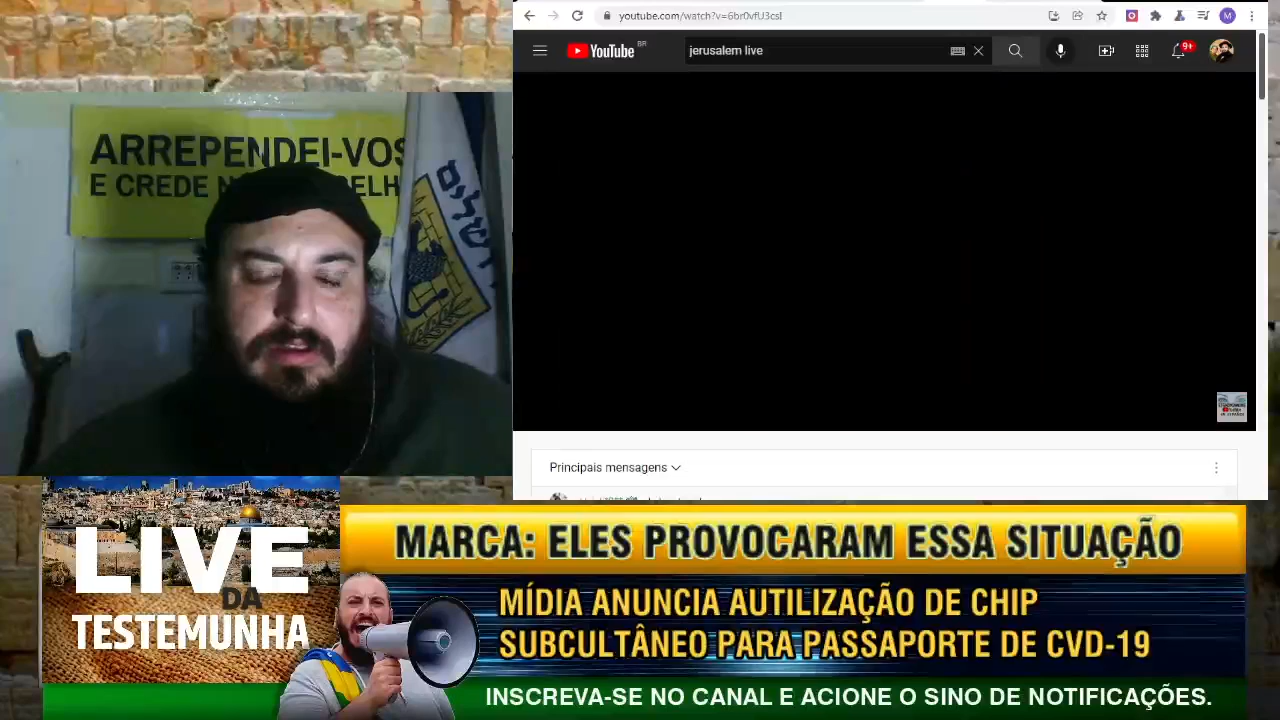 youtube.com/watch?v=6br0vfU3csI
M
YouTube BR
jerusalem live
9+
ARREPENDEI-VOS
E CREDE
ירושלים
Principais mensagens
LIVE
DA
TESTEMUNHA
MARCA: ELES PROVOCARAM ESSA SITUAÇÃO
MÍDIA ANUNCIA AUTILIZAÇÃO DE CHIP
SUBCULTÂNEO PARA PASSAPORTE DE CVD-19
INSCREVA-SE NO CANAL E ACIONE O SINO DE NOTIFICAÇÕES.